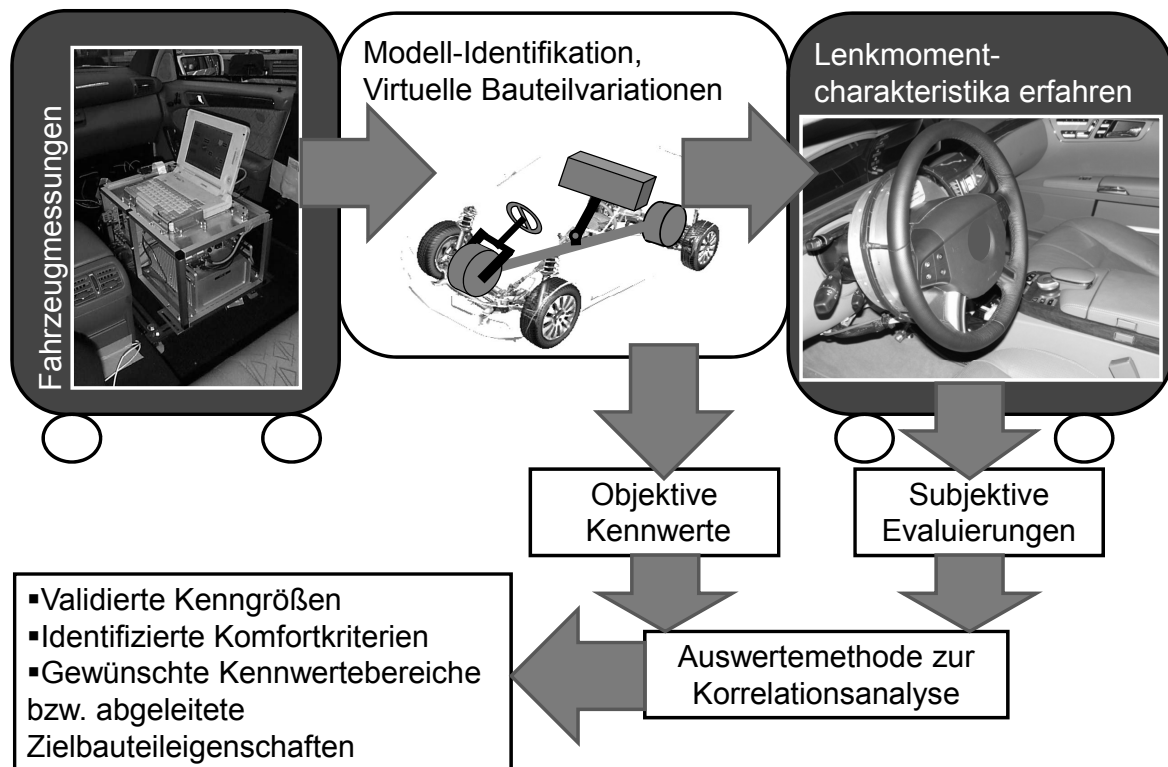 Fahrzeugmessungen
Modell-Identifikation,
Virtuelle Bauteilvariationen
Lenkmoment-
charakteristika erfahren
Objektive
Kennwerte
Subjektive
Evaluierungen
Auswertemethode zur
Korrelationsanalyse
▪Validierte Kenngrößen
▪Identifizierte Komfortkriterien
▪Gewünschte Kennwertebereiche
bzw. abgeleitete
Zielbauteileigenschaften